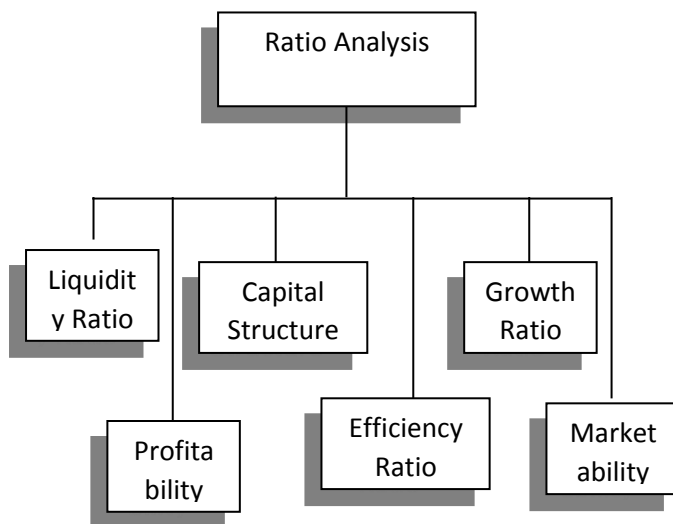 Ratio Analysis
Liquidit
y Ratio
Capital
Structure
Growth
Ratio
Profita
bility
Efficiency
Ratio
Market
ability